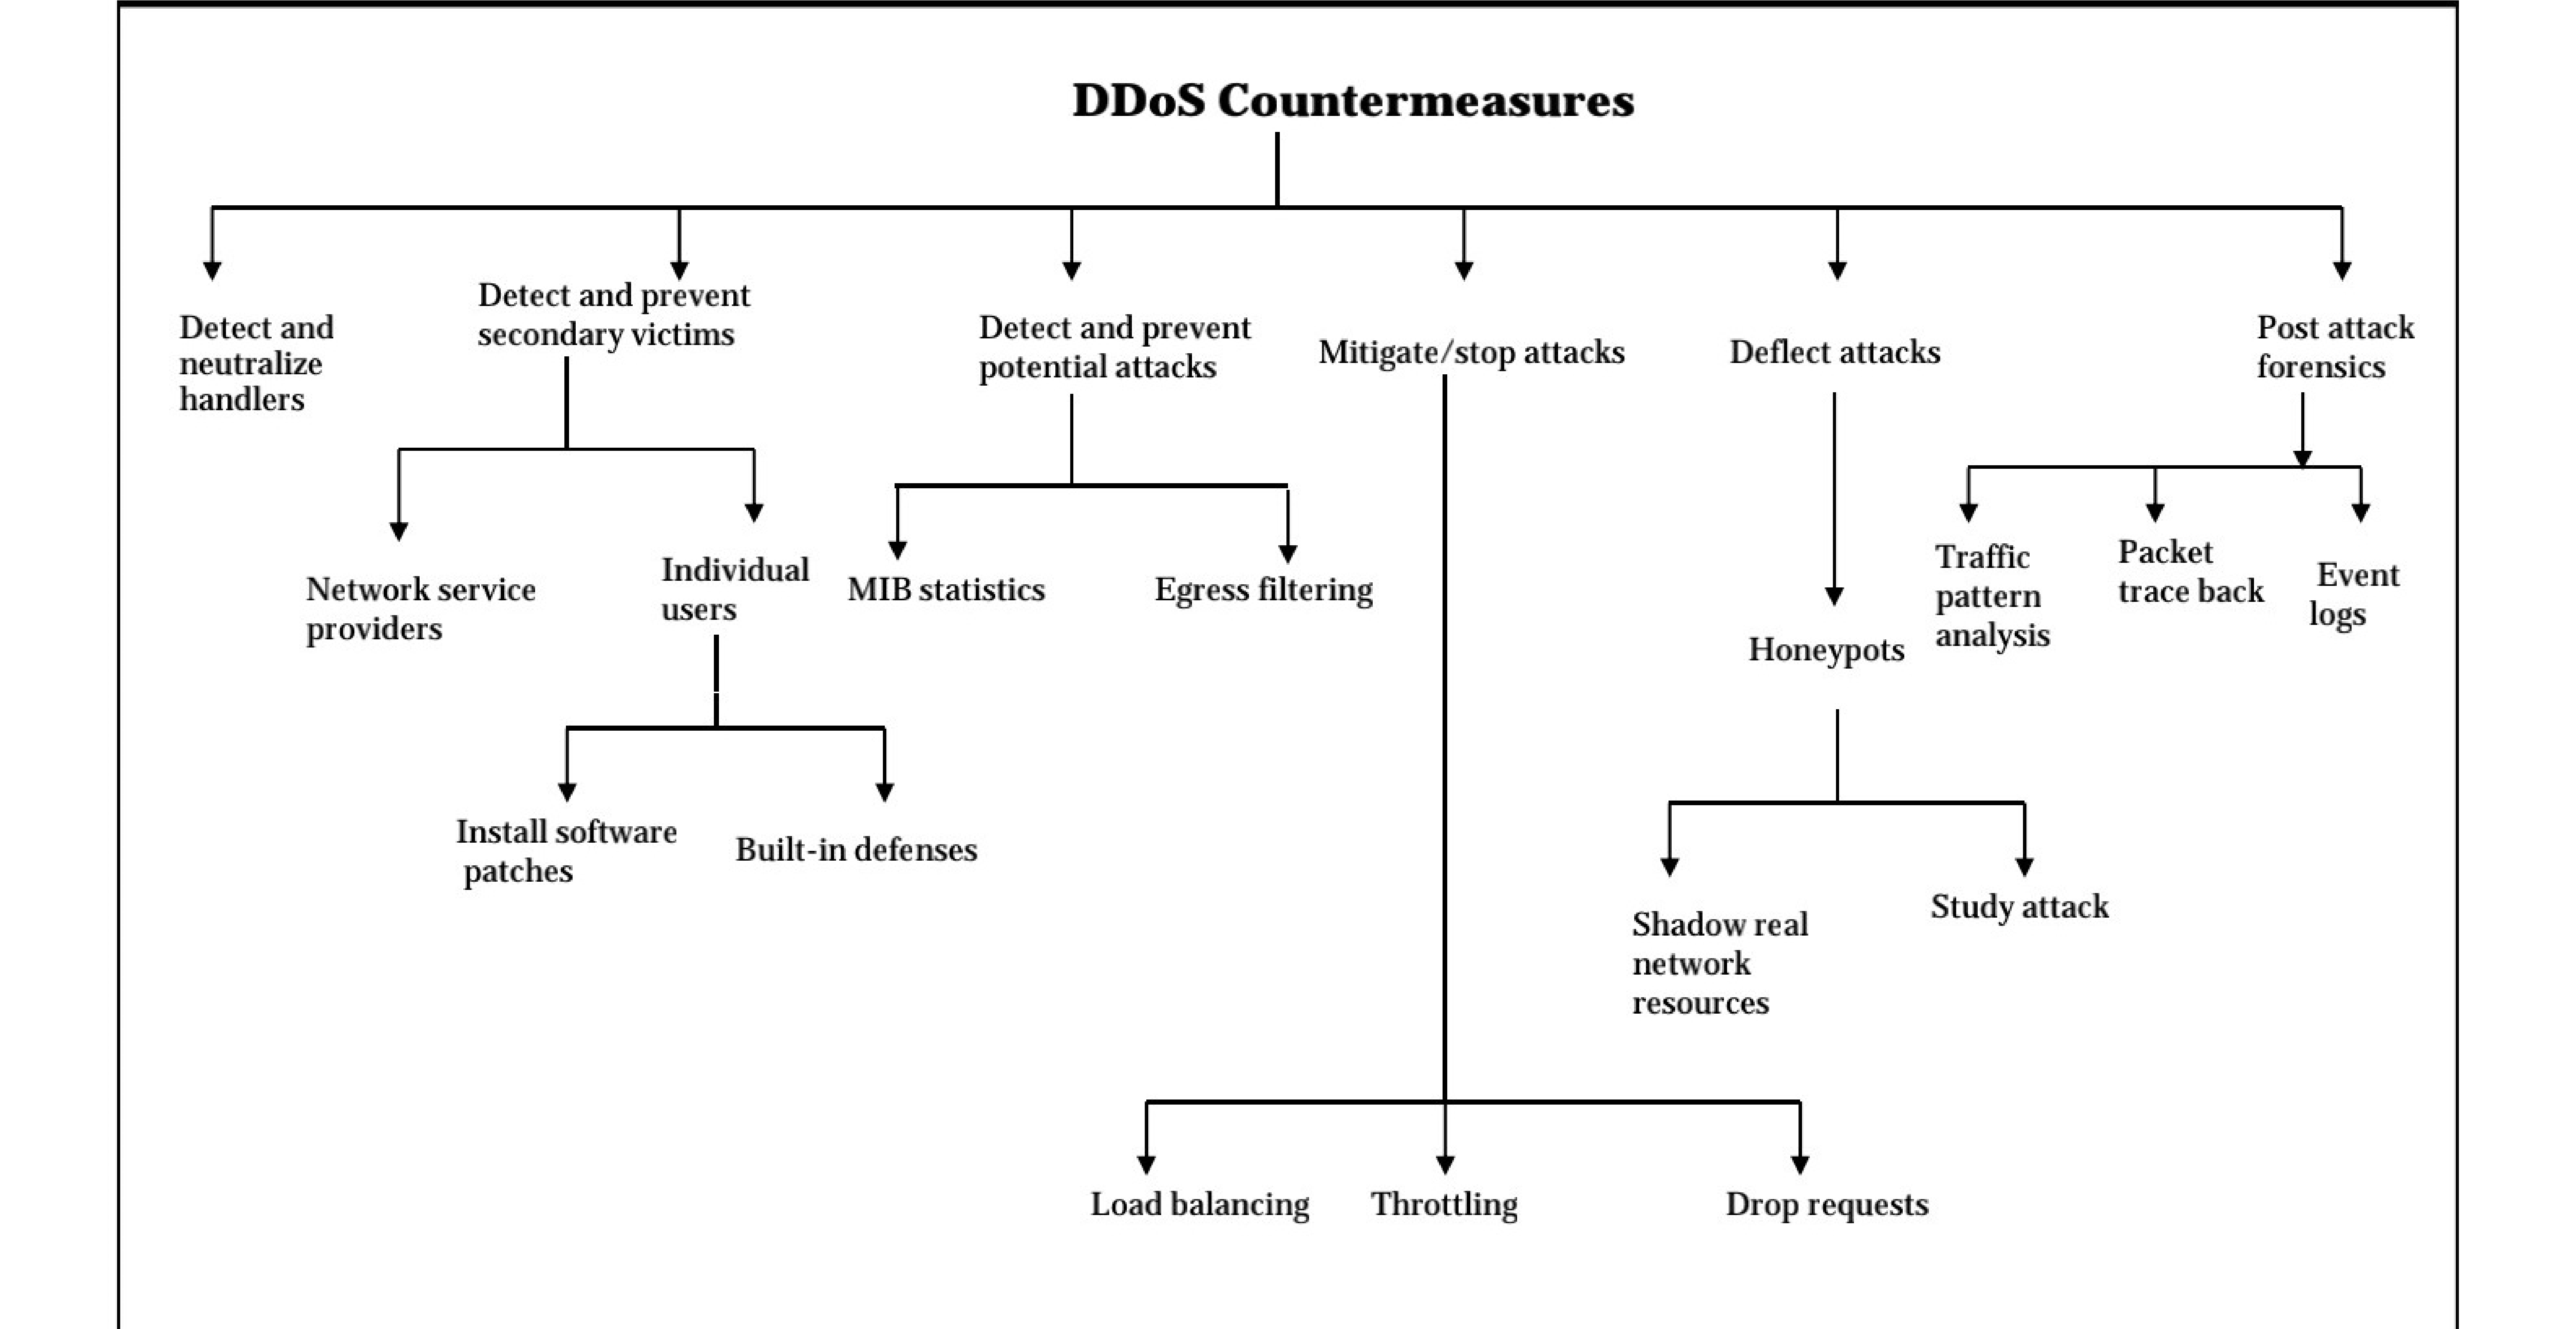 DDoS Countermeasures
Detect and
neutralize
handlers
Detect and prevent
secondary victims
Detect and prevent
potential attacks
Mitigate/stop attacks
Deflect attacks
Post attack
forensics
Network service
providers
Individual
users
MIB statistics
Egress filtering
Honeypots
Traffic
pattern
analysis
Packet
trace back
Event
logs
Install software
patches
Built-in defenses
Shadow real
network
resources
Study attack
Load balancing
Throttling
Drop requests